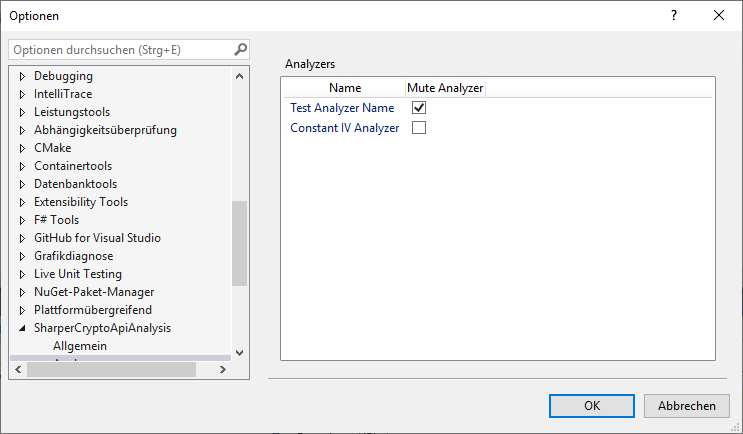 Optionen
?
Optionen durchsuchen (Strg+E)
Debugging
IntelliTrace
Leistungstools
Abhängigkeitsüberprüfung
CMake
Containertools
Datenbanktools
Extensibility Tools
F# Tools
GitHub for Visual Studio
Grafikdiagnose
Live Unit Testing
NuGet-Paket-Manager
Plattformübergreifend
SharperCryptoApiAnalysis
Allgemein
Analyzers
Name Mute Analyzer
Test Analyzer Name
Constant IV Analyzer
OK Abbrechen